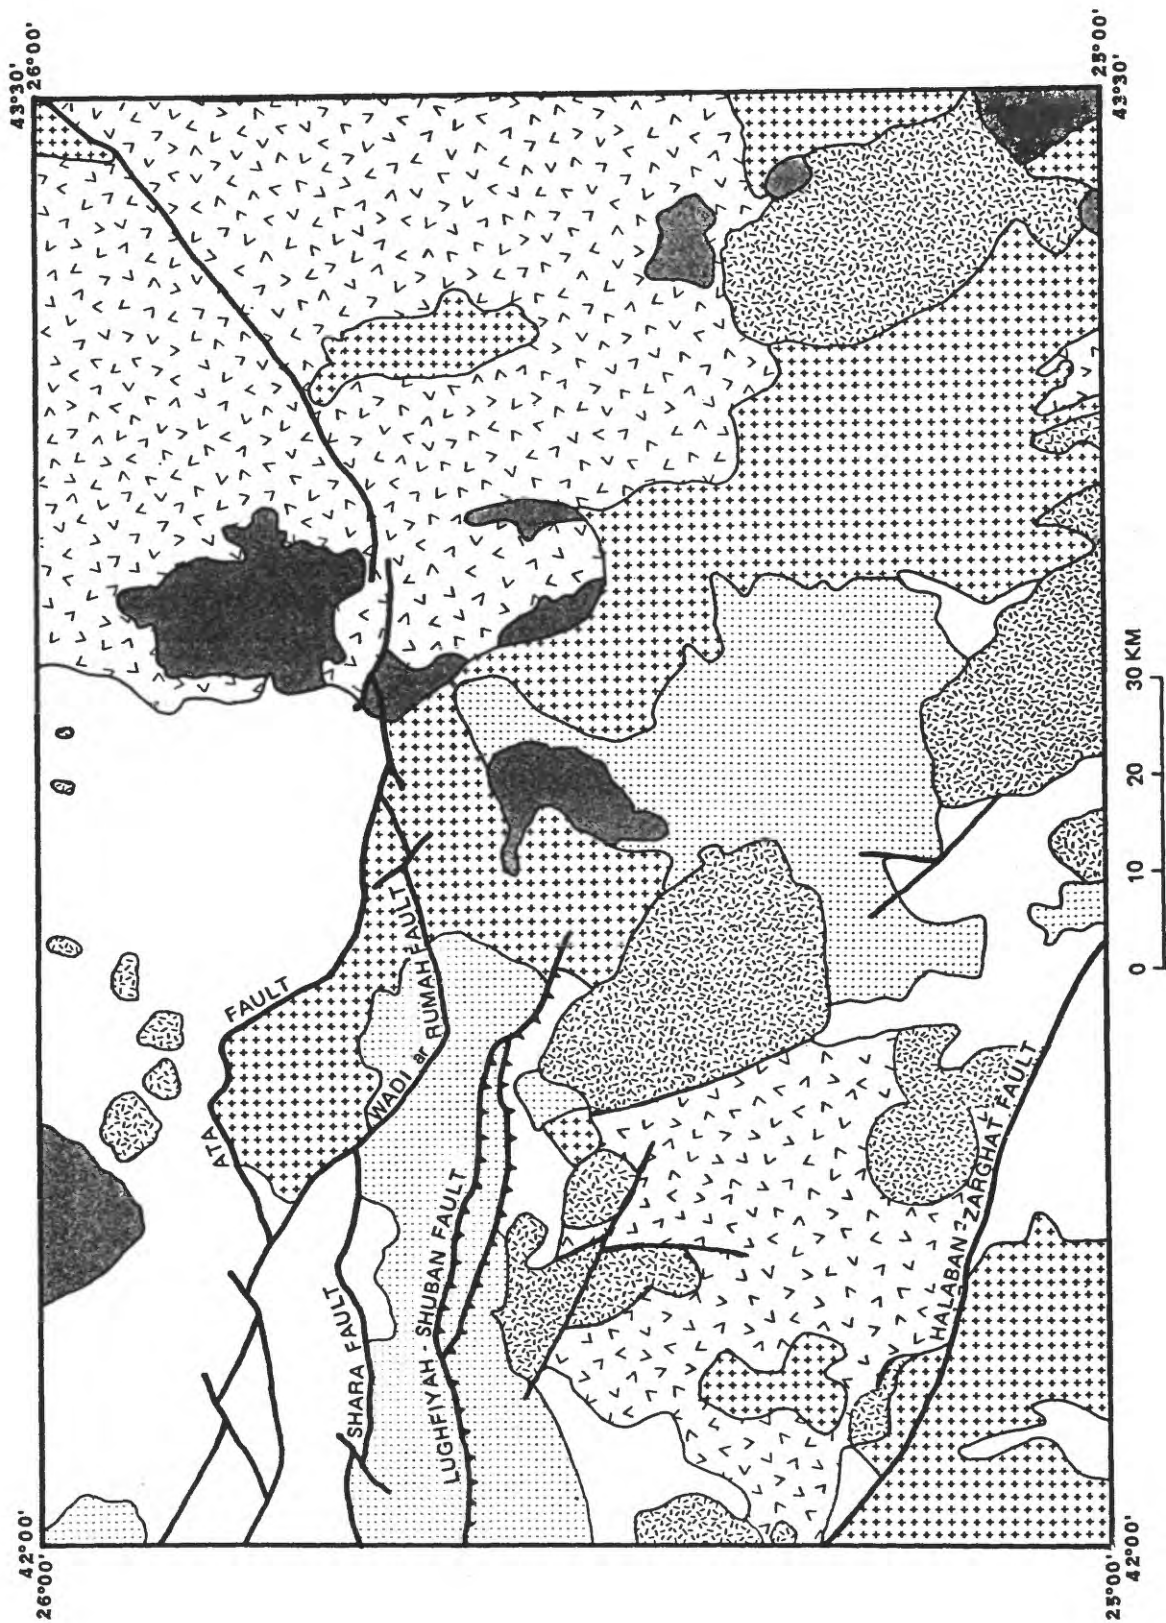 42°00'
26°00'
43°30'
26°00'
ATA FAULT
WADI ar RUMAH FAULT
SHARA FAULT
LUGHFIYAH - SHUBAN FAULT
HALABAN - ZARGHAT FAULT
25°00'
42°00'
25°00'
43°30'
0 10 20 30 KM